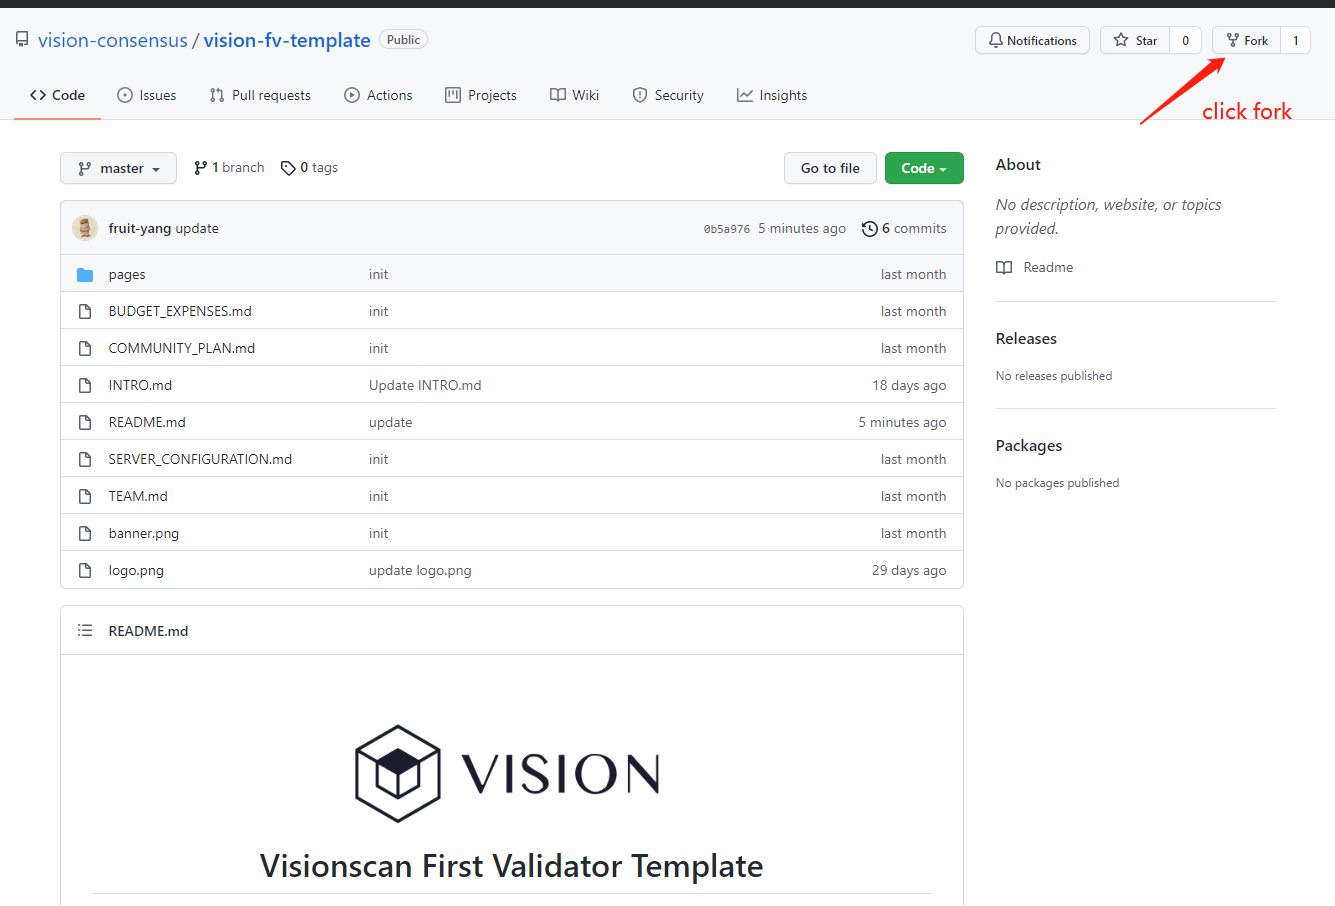 vision-consensus / vision-fv-template Public Notifications Star 0 Fork 1
Code Issues Pull requests Actions Projects Wiki Security Insights
click fork
master 1 branch 0 tags Go to file Code
fruit-yang update 0b5a976 5 minutes ago 6 commits
pages init last month
BUDGET_EXPENSES.md init last month
COMMUNITY_PLAN.md init last month
INTRO.md Update INTRO.md 18 days ago
README.md update 5 minutes ago
SERVER_CONFIGURATION.md init last month
TEAM.md init last month
banner.png init last month
logo.png update logo.png 29 days ago
About
No description, website, or topics
provided.
Readme
Releases
No releases published
Packages
No packages published
README.md
VISION
Visionscan First Validator Template